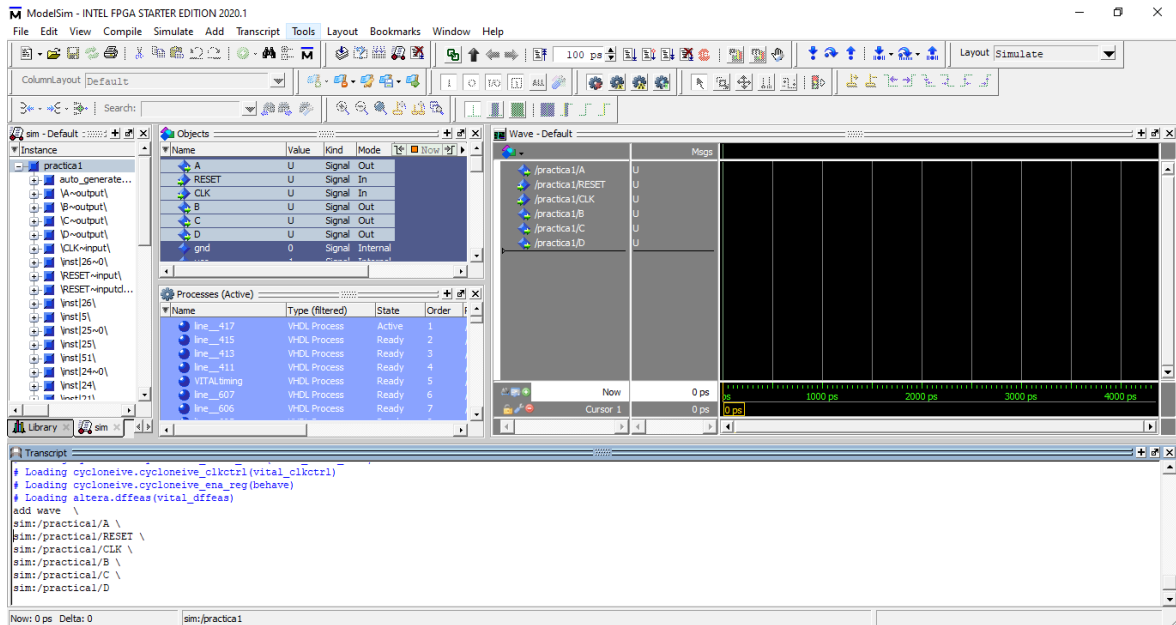 ModelSim - INTEL FPGA STARTER EDITION 2020.1
File Edit View Compile Simulate Add Transcript Tools Layout Bookmarks Window Help
100 ps
Layout Simulate
ColumnLayout Default
Search:
sim - Default
Instance
practica1
auto_generate...
\A~output\
\B~output\
\C~output\
\D~output\
\CLK~input\
\inst|26~0\
\RESET~input\
\RESET~inputcl...
\inst|26\
\inst|5\
\inst|25~0\
\inst|25\
\inst|51\
\inst|24~0\
\inst|24\
\inst|21\
Library sim
Objects
Name Value Kind Mode Now
A U Signal Out
RESET U Signal In
CLK U Signal In
B U Signal Out
C U Signal Out
D U Signal Out
gnd 0 Signal Internal
Processes (Active)
Name Type (filtered) State Order
line__417 VHDL Process Active 1
line__415 VHDL Process Ready 2
line__413 VHDL Process Ready 3
line__411 VHDL Process Ready 4
VITALtiming VHDL Process Ready 5
line__607 VHDL Process Ready 6
line__606 VHDL Process Ready 7
Wave - Default
Msgs
/practica1/A U
/practica1/RESET U
/practica1/CLK U
/practica1/B U
/practica1/C U
/practica1/D U
Now 0 ps
ps 1000 ps 2000 ps 3000 ps 4000 ps
Cursor 1 0 ps
0 ps
Transcript
# Loading cycloneive.cycloneive_clkctrl(vital_clkctrl)
# Loading cycloneive.cycloneive_ena_reg(behave)
# Loading altera.dffeas(vital_dffeas)
add wave \
sim:/practica1/A \
sim:/practica1/RESET \
sim:/practica1/CLK \
sim:/practica1/B \
sim:/practica1/C \
sim:/practica1/D
Now: 0 ps Delta: 0
sim:/practica1